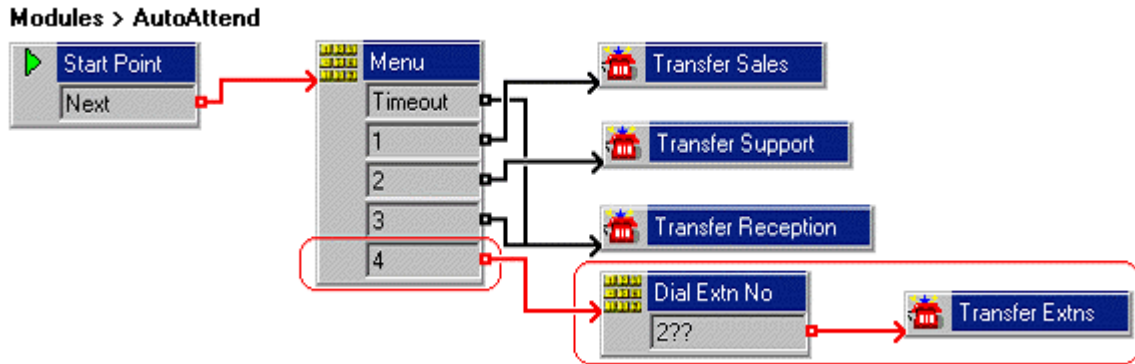 Modules > AutoAttend
Start Point
Next
Menu
Timeout
1
2
3
4
Transfer Sales
Transfer Support
Transfer Reception
Dial Extn No
2??
Transfer Extns